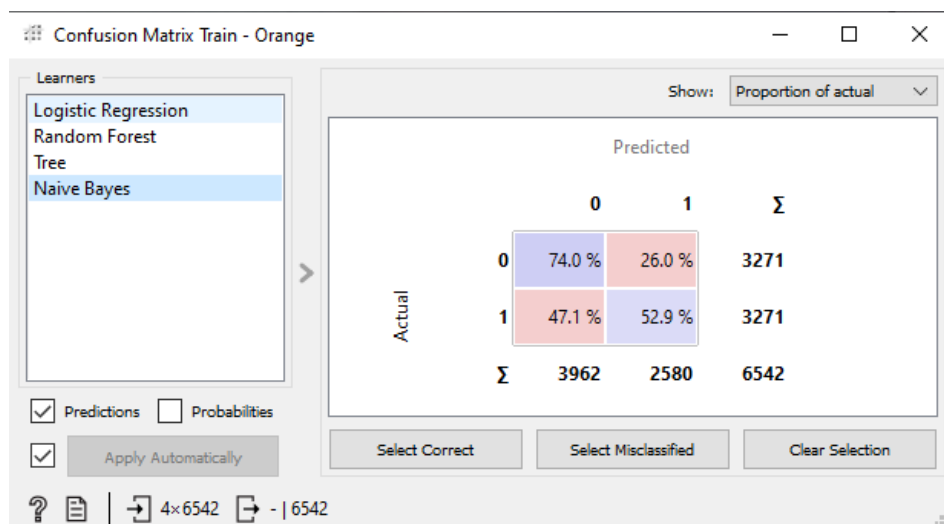 Confusion Matrix Train - Orange
Learners
Logistic Regression
Random Forest
Tree
Naive Bayes
Predictions Probabilities
Apply Automatically
Show: Proportion of actual
Predicted
0 1 Σ
Actual
0 74.0 % 26.0 % 3271
1 47.1 % 52.9 % 3271
Σ 3962 2580 6542
Select Correct Select Misclassified Clear Selection
? 4×6542 - | 6542